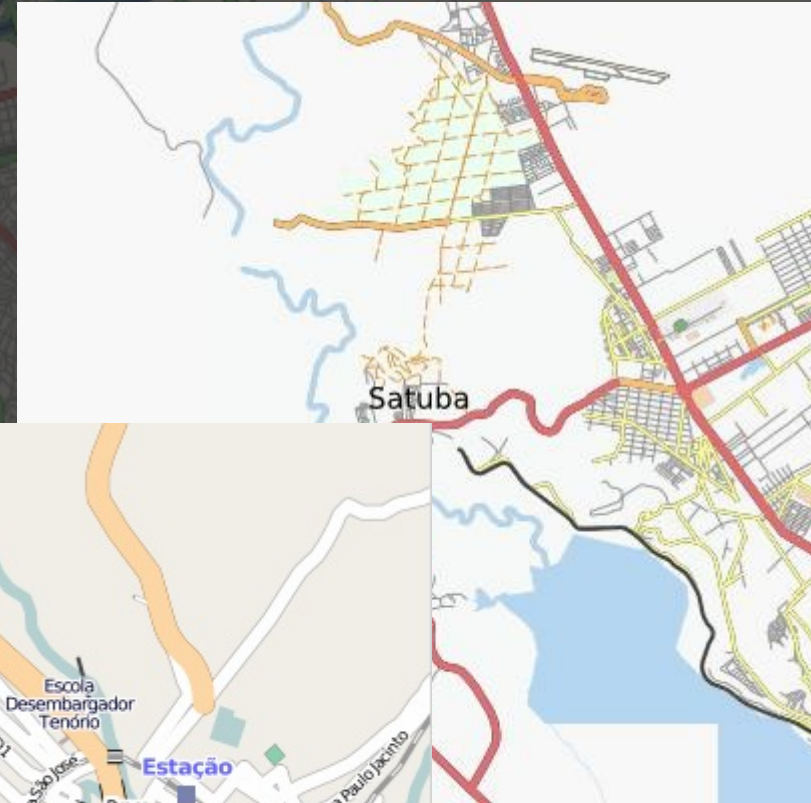 Satuba
Escola
Desembargador
Tenório
Estação
São José
Paulo Jacinto